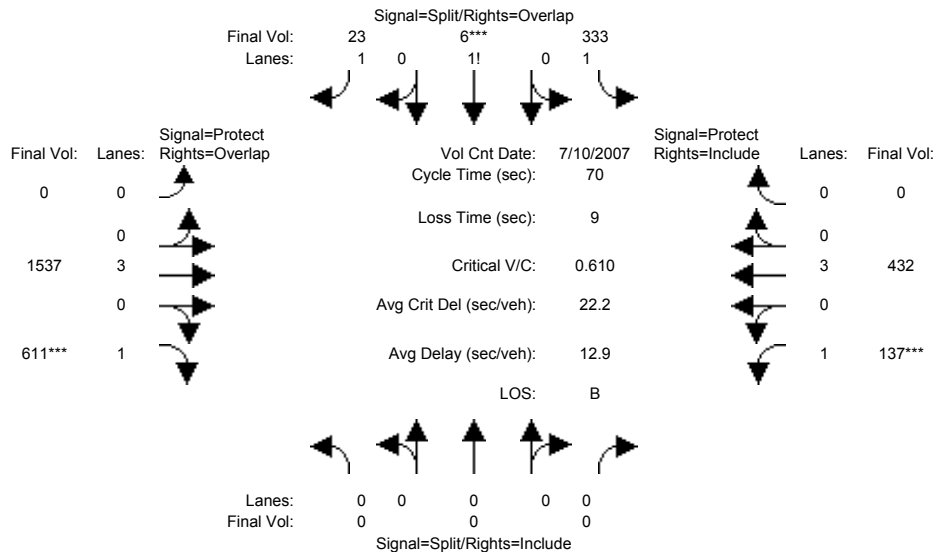 Signal=Split/Rights=Overlap
Final Vol: 23 6*** 333
Lanes: 1 0 1! 0 1
Signal=Protect
Final Vol: Lanes: Rights=Overlap
Vol Cnt Date: 7/10/2007
Signal=Protect
Rights=Include Lanes: Final Vol:
Cycle Time (sec): 70
0 0
0 0
Loss Time (sec): 9
0
0
1537 3
Critical V/C: 0.610
3 432
0
Avg Crit Del (sec/veh): 22.2
0
611*** 1
Avg Delay (sec/veh): 12.9
1 137***
LOS: B
Lanes: 0 0 0 0 0
Final Vol: 0 0 0
Signal=Split/Rights=Include